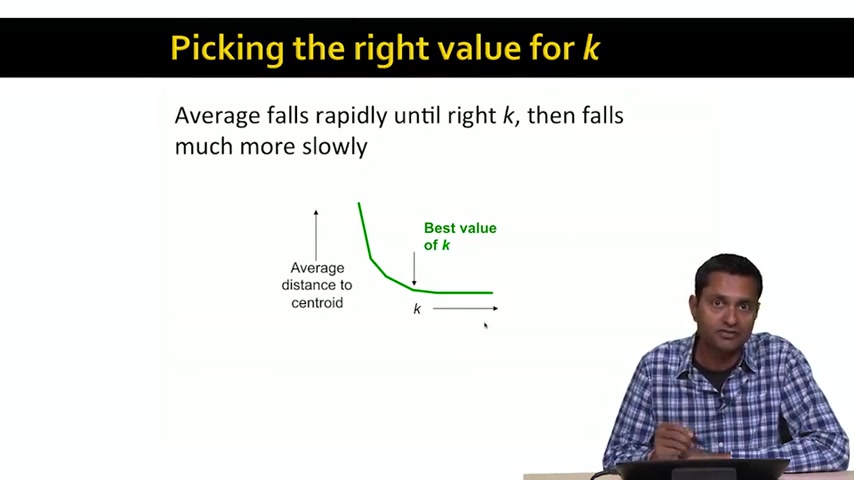 Picking the right value for k
Average falls rapidly until right k, then falls
much more slowly
Best value
of k
Average
distance to
centroid
k